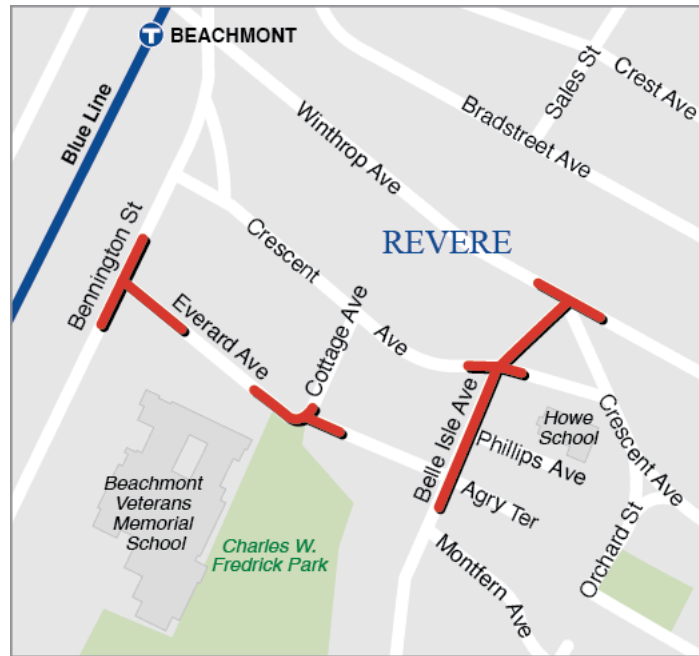 T BEACHMONT
Blue Line
Sales St
Crest Ave
Bradstreet Ave
Winthrop Ave
Bennington St
Crescent
Ave
REVERE
Everard Ave
Cottage Ave
Belle Isle Ave
Howe
School
Crescent Ave
Phillips Ave
Beachmont
Veterans
Memorial
School
Agry Ter
Orchard St
Charles W.
Fredrick Park
Montfern Ave